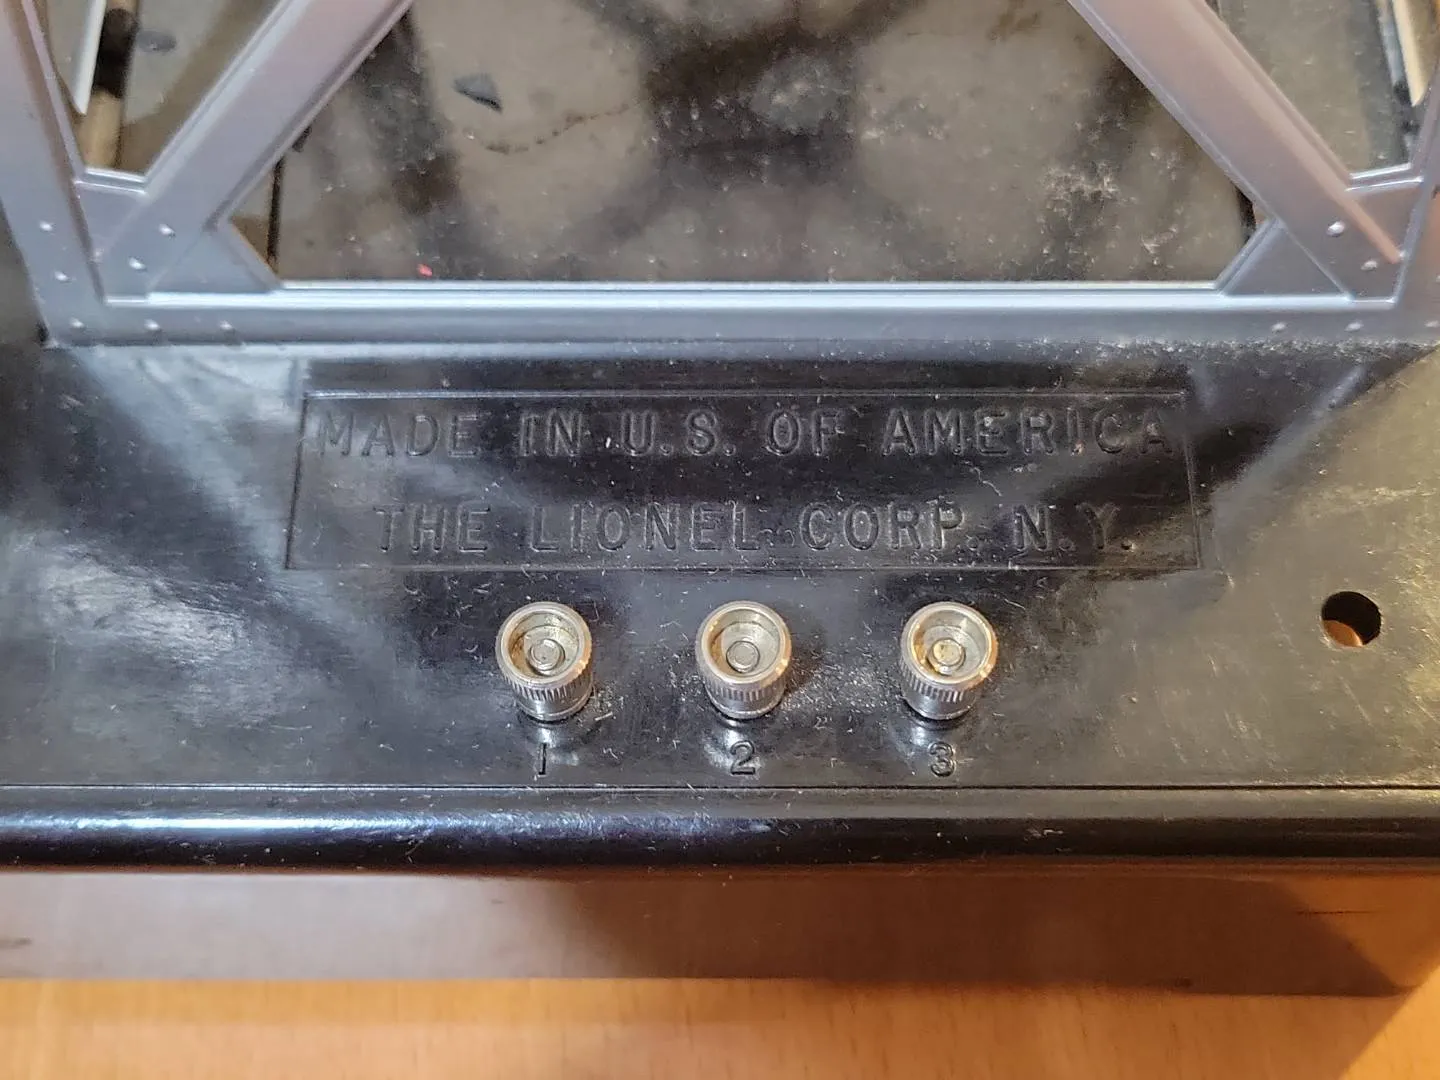 MADE IN U.S. OF AMERICA
THE LIONEL CORP. N.Y.
1 2 3